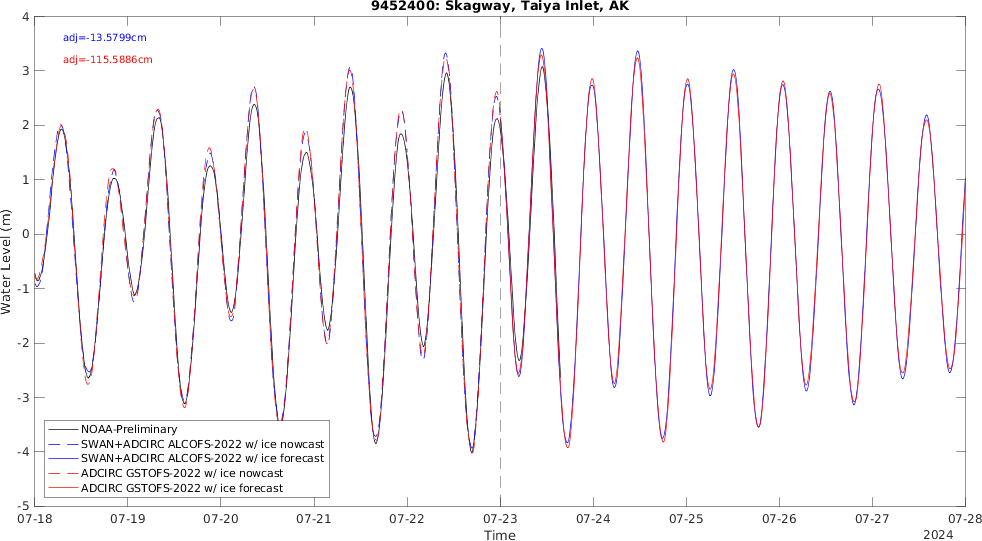 9452400: Skagway, Taiya Inlet, AK
adj=-13.5799cm
adj=-115.5886cm
4
3
2
1
0
-1
-2
-3
-4
-5
Water Level (m)
NOAA-Preliminary
SWAN+ADCIRC ALCOFS-2022 w/ ice nowcast
SWAN+ADCIRC ALCOFS-2022 w/ ice forecast
ADCIRC GSTOFS-2022 w/ ice nowcast
ADCIRC GSTOFS-2022 w/ ice forecast
07-18 07-19 07-20 07-21 07-22 07-23 07-24 07-25 07-26 07-27 07-28
Time
2024